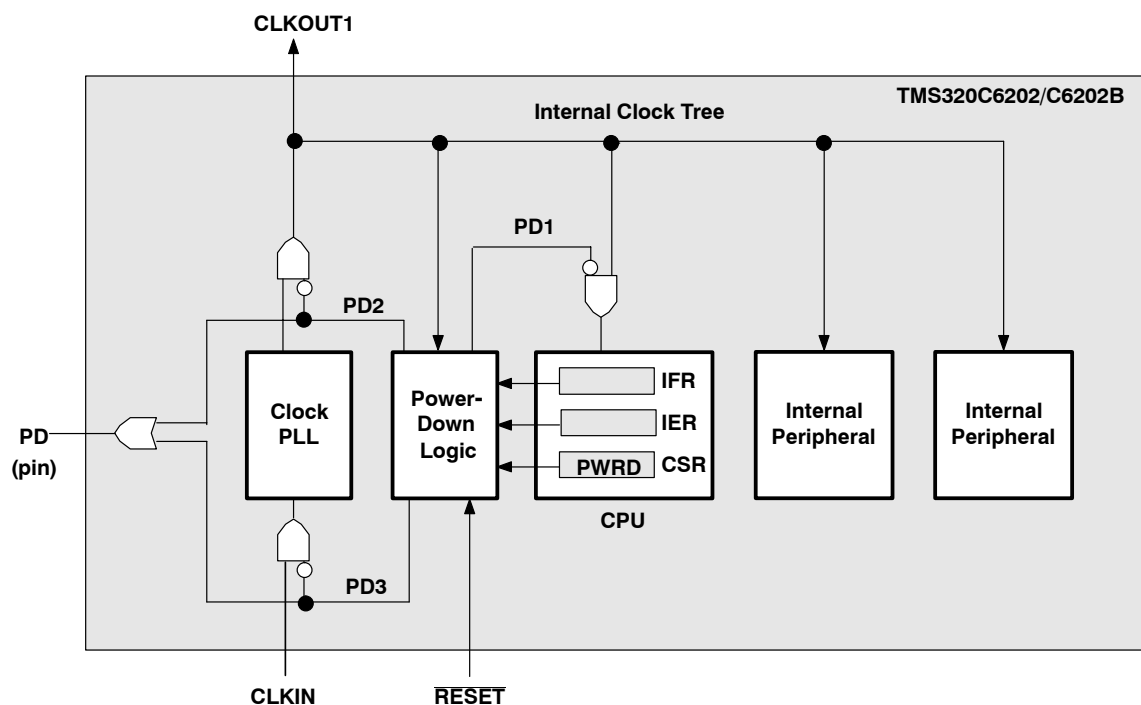 CLKOUT1
TMS320C6202/C6202B
Internal Clock Tree
PD1
PD2
Clock
PLL
Power-
Down
Logic
IFR
IER
PWRD
CSR
CPU
Internal
Peripheral
Internal
Peripheral
PD
(pin)
PD3
CLKIN
RESET